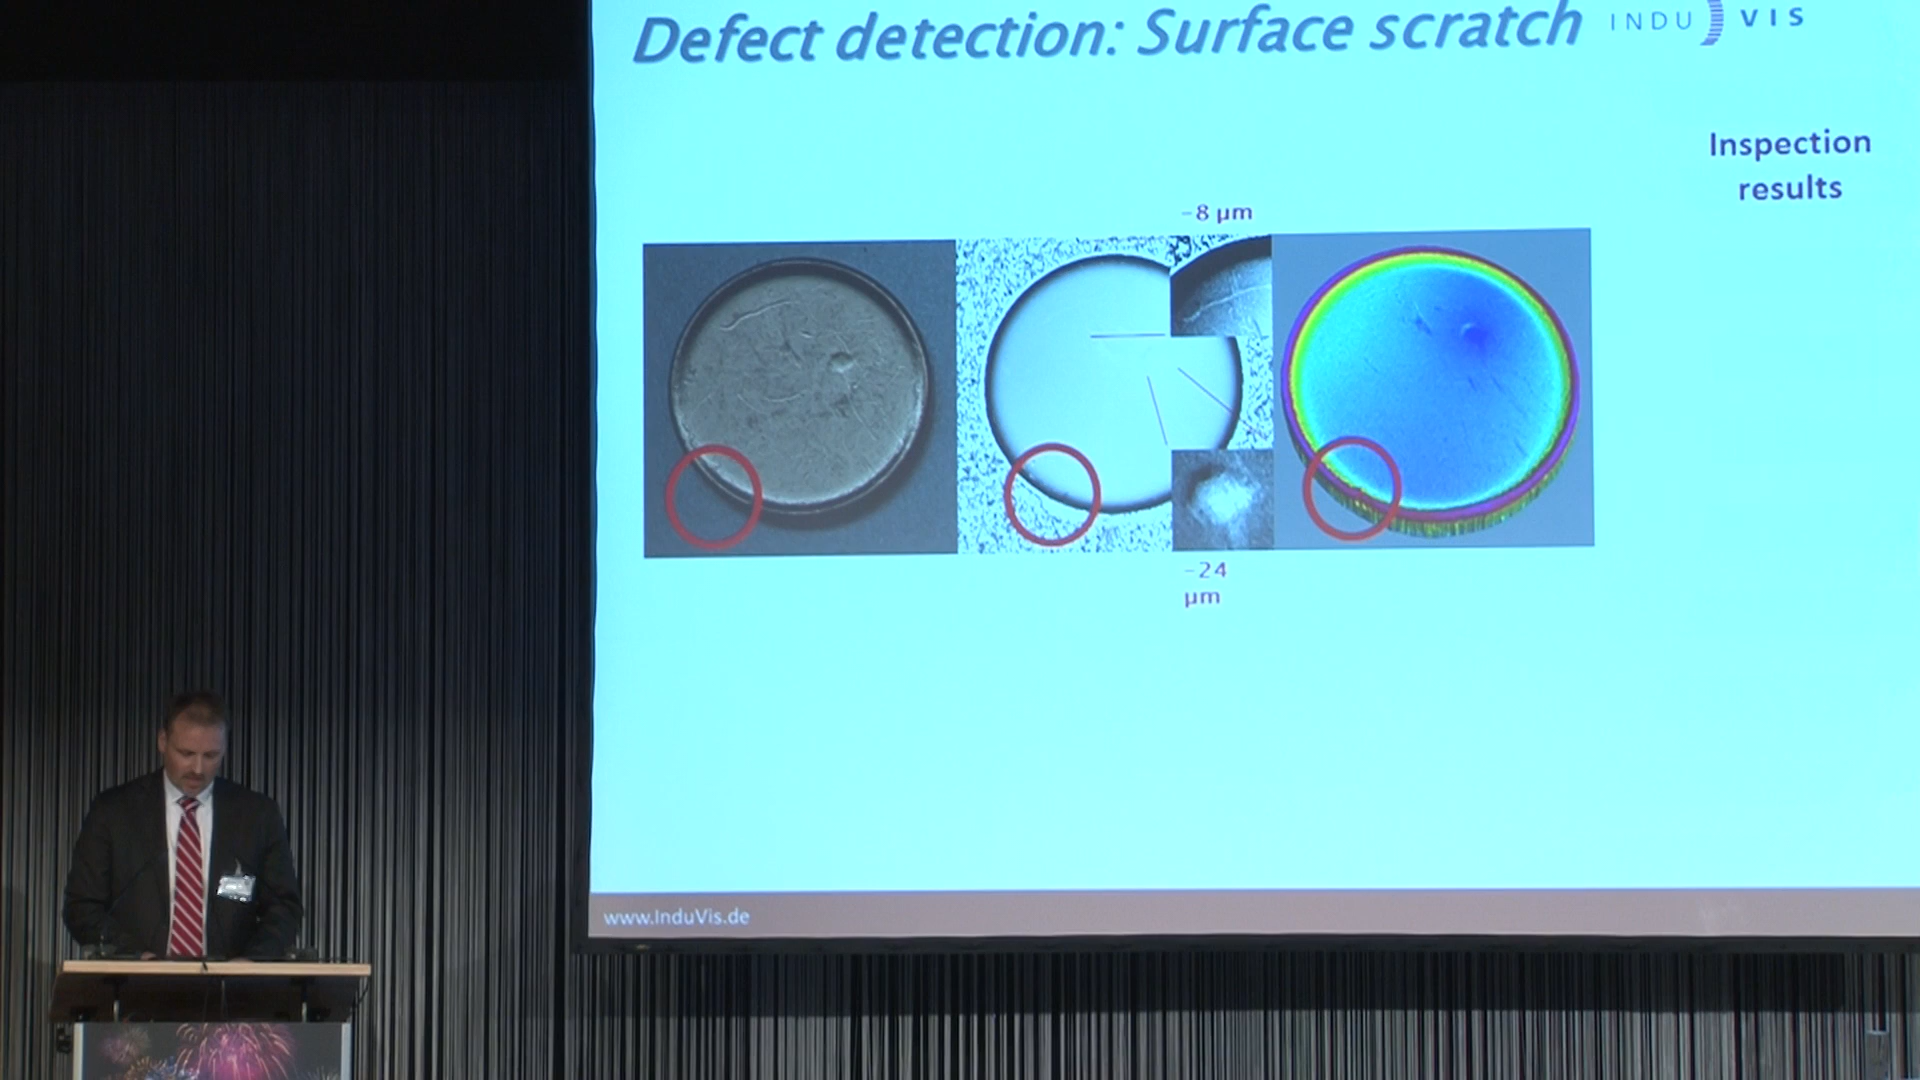 Defect detection: Surface scratch
INDU VIS
Inspection
results
-8 µm
-24
µm
www.InduVis.de